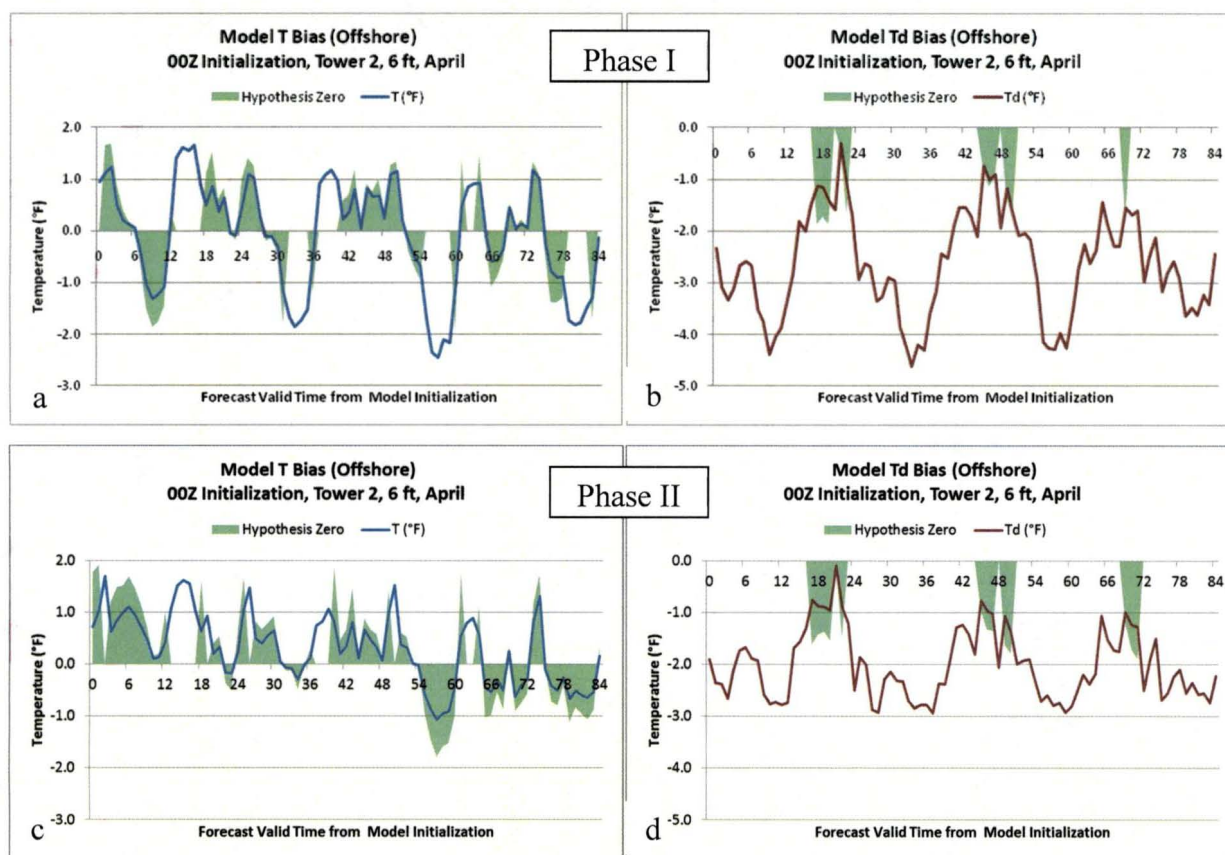 Model T Bias (Offshore)
00Z Initialization, Tower 2, 6 ft, April
Hypothesis Zero T (°F)
2.0
1.0
0.0
-1.0
-2.0
-3.0
0 6 12 18 24 30 36 42 48 54 60 66 72 78 84
Temperature (°F)
Forecast Valid Time from Model Initialization
a
Phase I
Model Td Bias (Offshore)
00Z Initialization, Tower 2, 6 ft, April
Hypothesis Zero Td (°F)
0.0
-1.0
-2.0
-3.0
-4.0
-5.0
0 6 12 18 24 30 36 42 48 54 60 66 72 78 84
Temperature (°F)
Forecast Valid Time from Model Initialization
b
Model T Bias (Offshore)
00Z Initialization, Tower 2, 6 ft, April
Hypothesis Zero T (°F)
2.0
1.0
0.0
-1.0
-2.0
-3.0
0 6 12 18 24 30 36 42 48 54 60 66 72 78 84
Temperature (°F)
Forecast Valid Time from Model Initialization
c
Phase II
Model Td Bias (Offshore)
00Z Initialization, Tower 2, 6 ft, April
Hypothesis Zero Td (°F)
0.0
-1.0
-2.0
-3.0
-4.0
-5.0
0 6 12 18 24 30 36 42 48 54 60 66 72 78 84
Temperature (°F)
Forecast Valid Time from Model Initialization
d